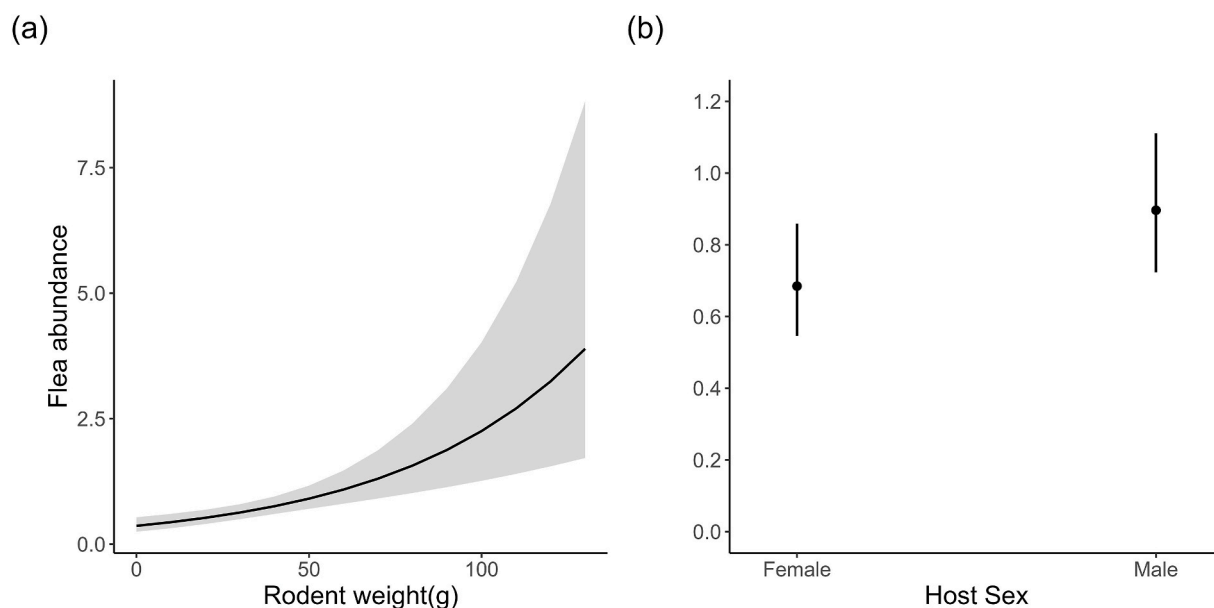 (a)
Flea abundance
7.5
5.0
2.5
0.0
0 50 100
Rodent weight(g)
(b)
1.2
1.0
0.8
0.6
0.4
0.2
0.0
Female Male
Host Sex